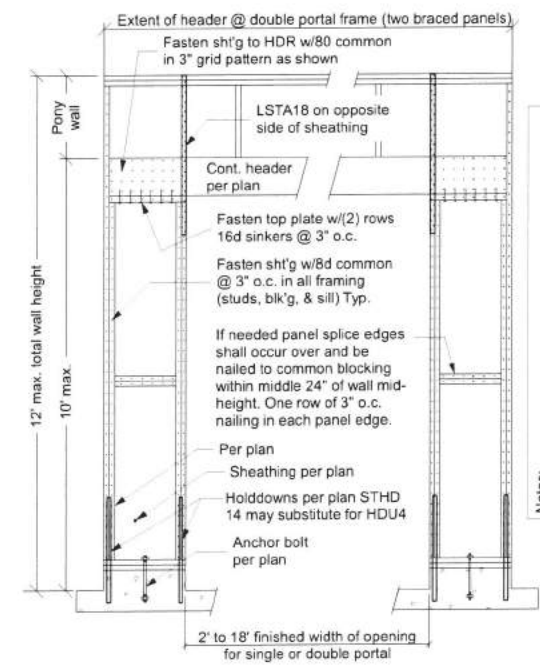 Extent of header @ double portal frame (two braced panels)
Fasten sht'g to HDR w/80 common
in 3" grid pattern as shown
Pony
wall
LSTA18 on opposite
side of sheathing
Cont. header
per plan
Fasten top plate w/(2) rows
16d sinkers @ 3" o.c.
Fasten sht'g w/8d common
@ 3" o.c. in all framing
(studs, blk'g, & sill) Typ.
12' max. total wall height
10' max.
If needed panel splice edges
shall occur over and be
nailed to common blocking
within middle 24" of wall mid-
height. One row of 3" o.c.
nailing in each panel edge.
Per plan
Sheathing per plan
Holddowns per plan STHD
14 may substitute for HDU4
Anchor bolt
per plan
2' to 18' finished width of opening
for single or double portal